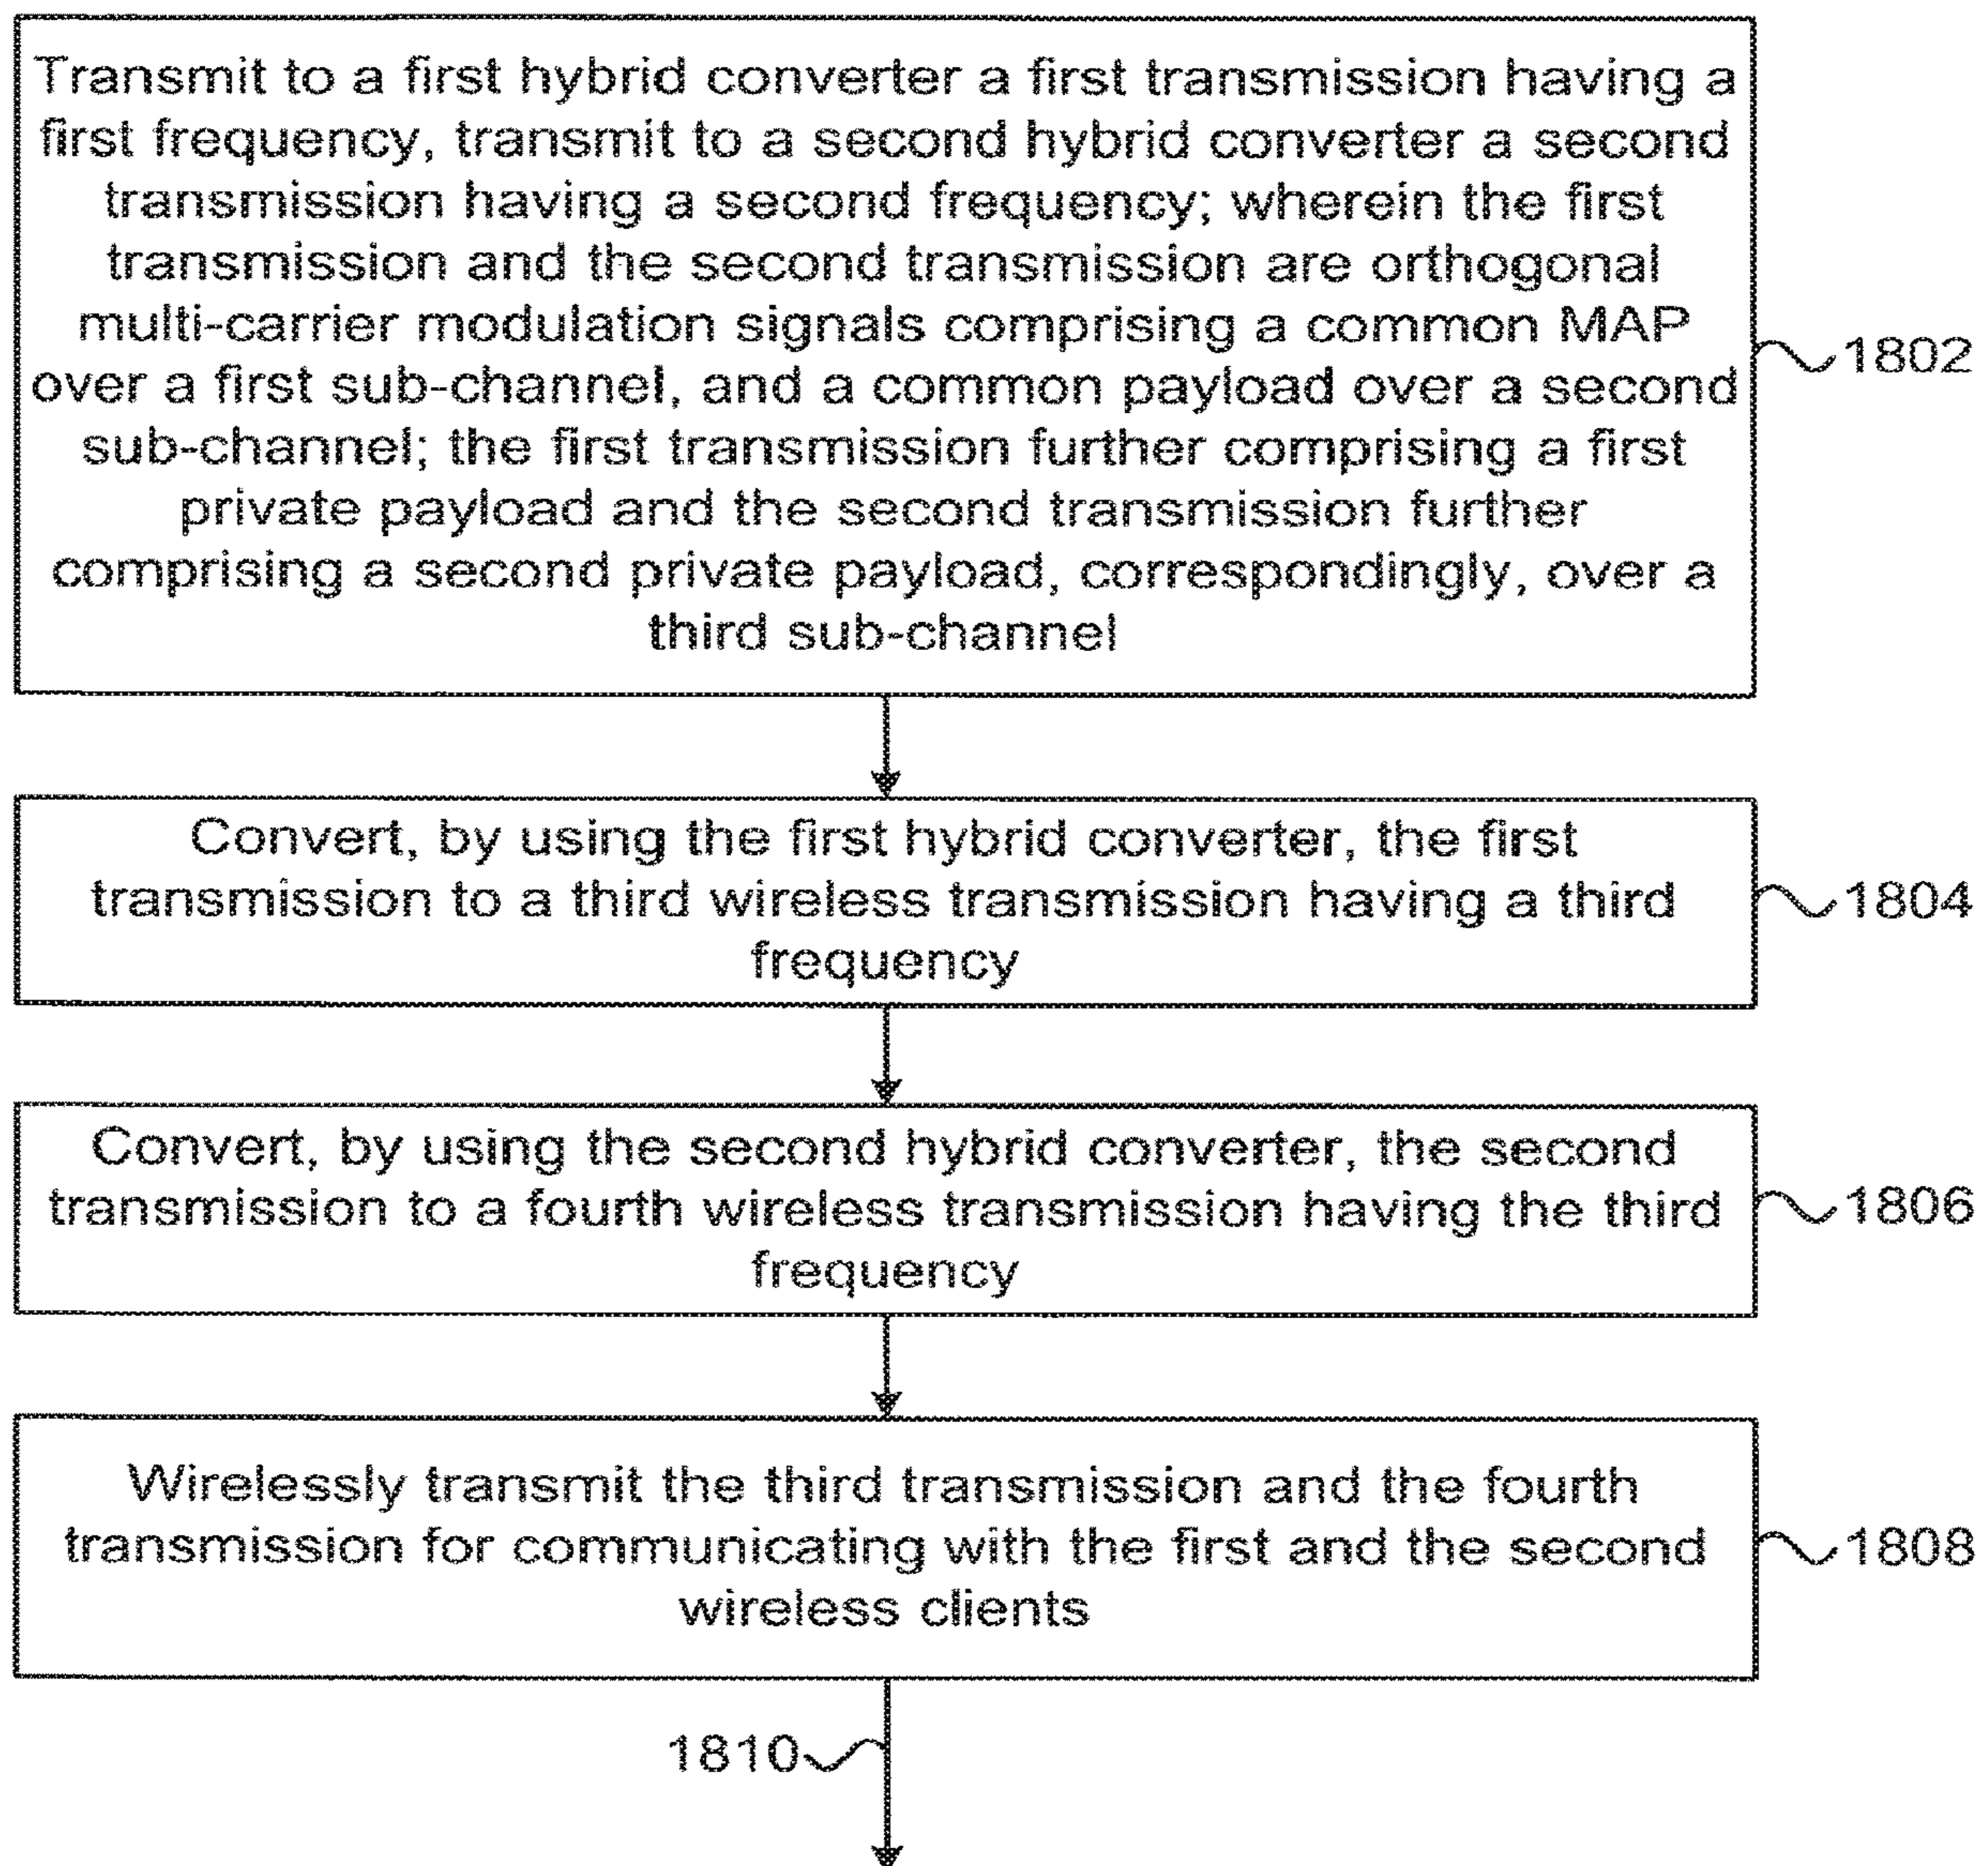 Transmit to a first hybrid converter a first transmission having a
first frequency, transmit to a second hybrid converter a second
transmission having a second frequency; wherein the first
transmission and the second transmission are orthogonal
multi-carrier modulation signals comprising a common MAP
over a first sub-channel, and a common payload over a second
sub-channel; the first transmission further comprising a first
private payload and the second transmission further
comprising a second private payload, correspondingly, over a
third sub-channel
1802
Convert, by using the first hybrid converter, the first
transmission to a third wireless transmission having a third
frequency
1804
Convert, by using the second hybrid converter, the second
transmission to a fourth wireless transmission having the third
frequency
1806
Wirelessly transmit the third transmission and the fourth
transmission for communicating with the first and the second
wireless clients
1808
1810